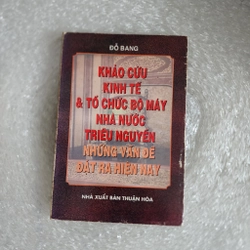 ĐỖ BANG
KHẢO CỨU
KINH TẾ
& TỔ CHỨC BỘ MÁY
NHÀ NƯỚC
TRIỀU NGUYỄN
NHỮNG VẤN ĐỀ
ĐẶT RA HIỆN NAY
NHÀ XUẤT BẢN THUẬN HÓA